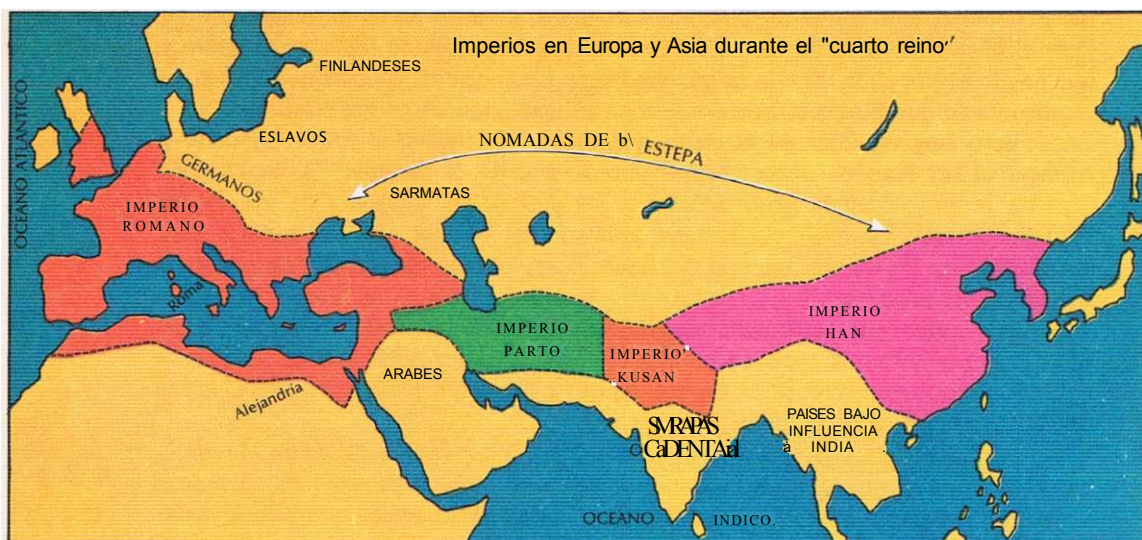 Imperios en Europa y Asia durante el "cuarto reino"
FINLANDESES
OCEANO ATLANTICO
ESLAVOS
NOMADAS DE b\ ESTEPA
GERMANOS
SARMATAS
IMPERIO
ROMANO
Roma
IMPERIO
PARTO
IMPERIO
KUSAN
IMPERIO
HAN
ARABES
Alejandría
PAISES BAJO
INFLUENCIA
à INDIA
OCEANO INDICO.